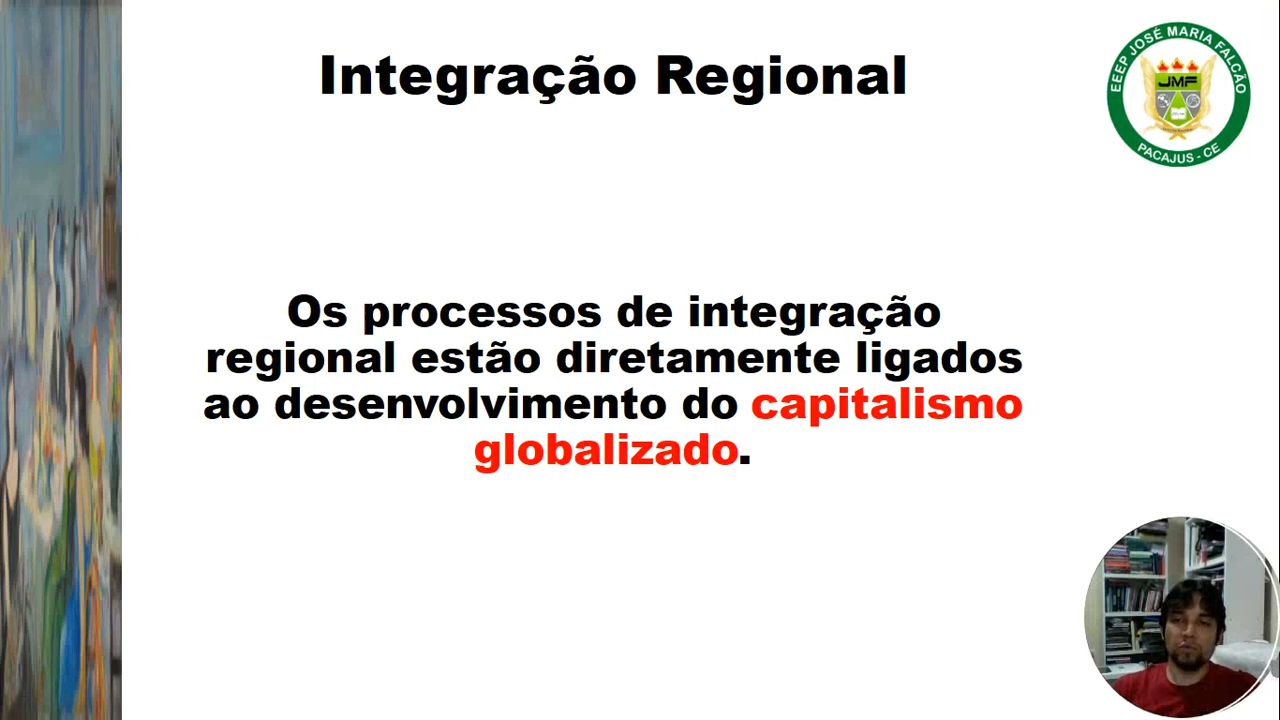 Integração Regional
EEEP JOSÉ MARIA FALCÃO
JMF
PACAJUS - CE
Os processos de integração
regional estão diretamente ligados
ao desenvolvimento do capitalismo
globalizado.